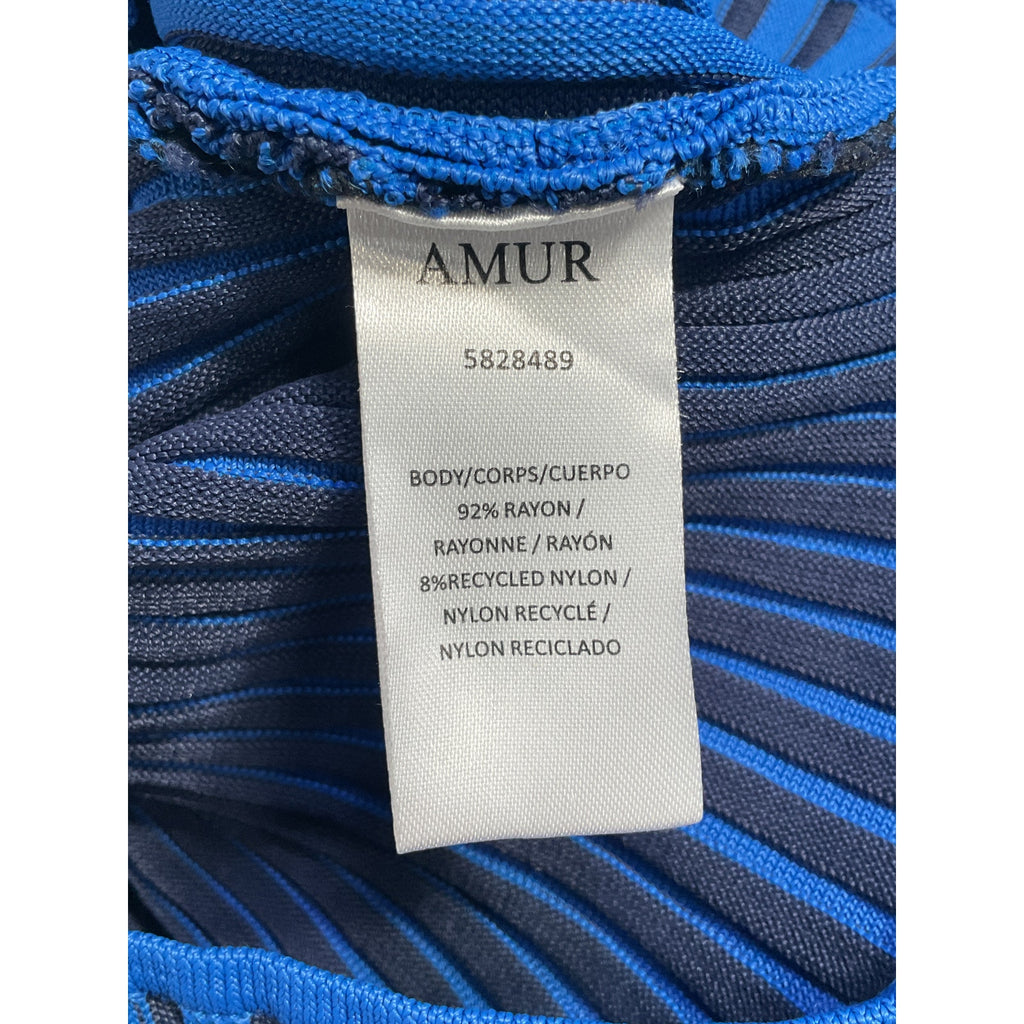 AMUR
5828489
BODY/CORPS/CUERPO
92% RAYON /
RAYONNE / RAYÓN
8%RECYCLED NYLON /
NYLON RECYCLÉ /
NYLON RECICLADO